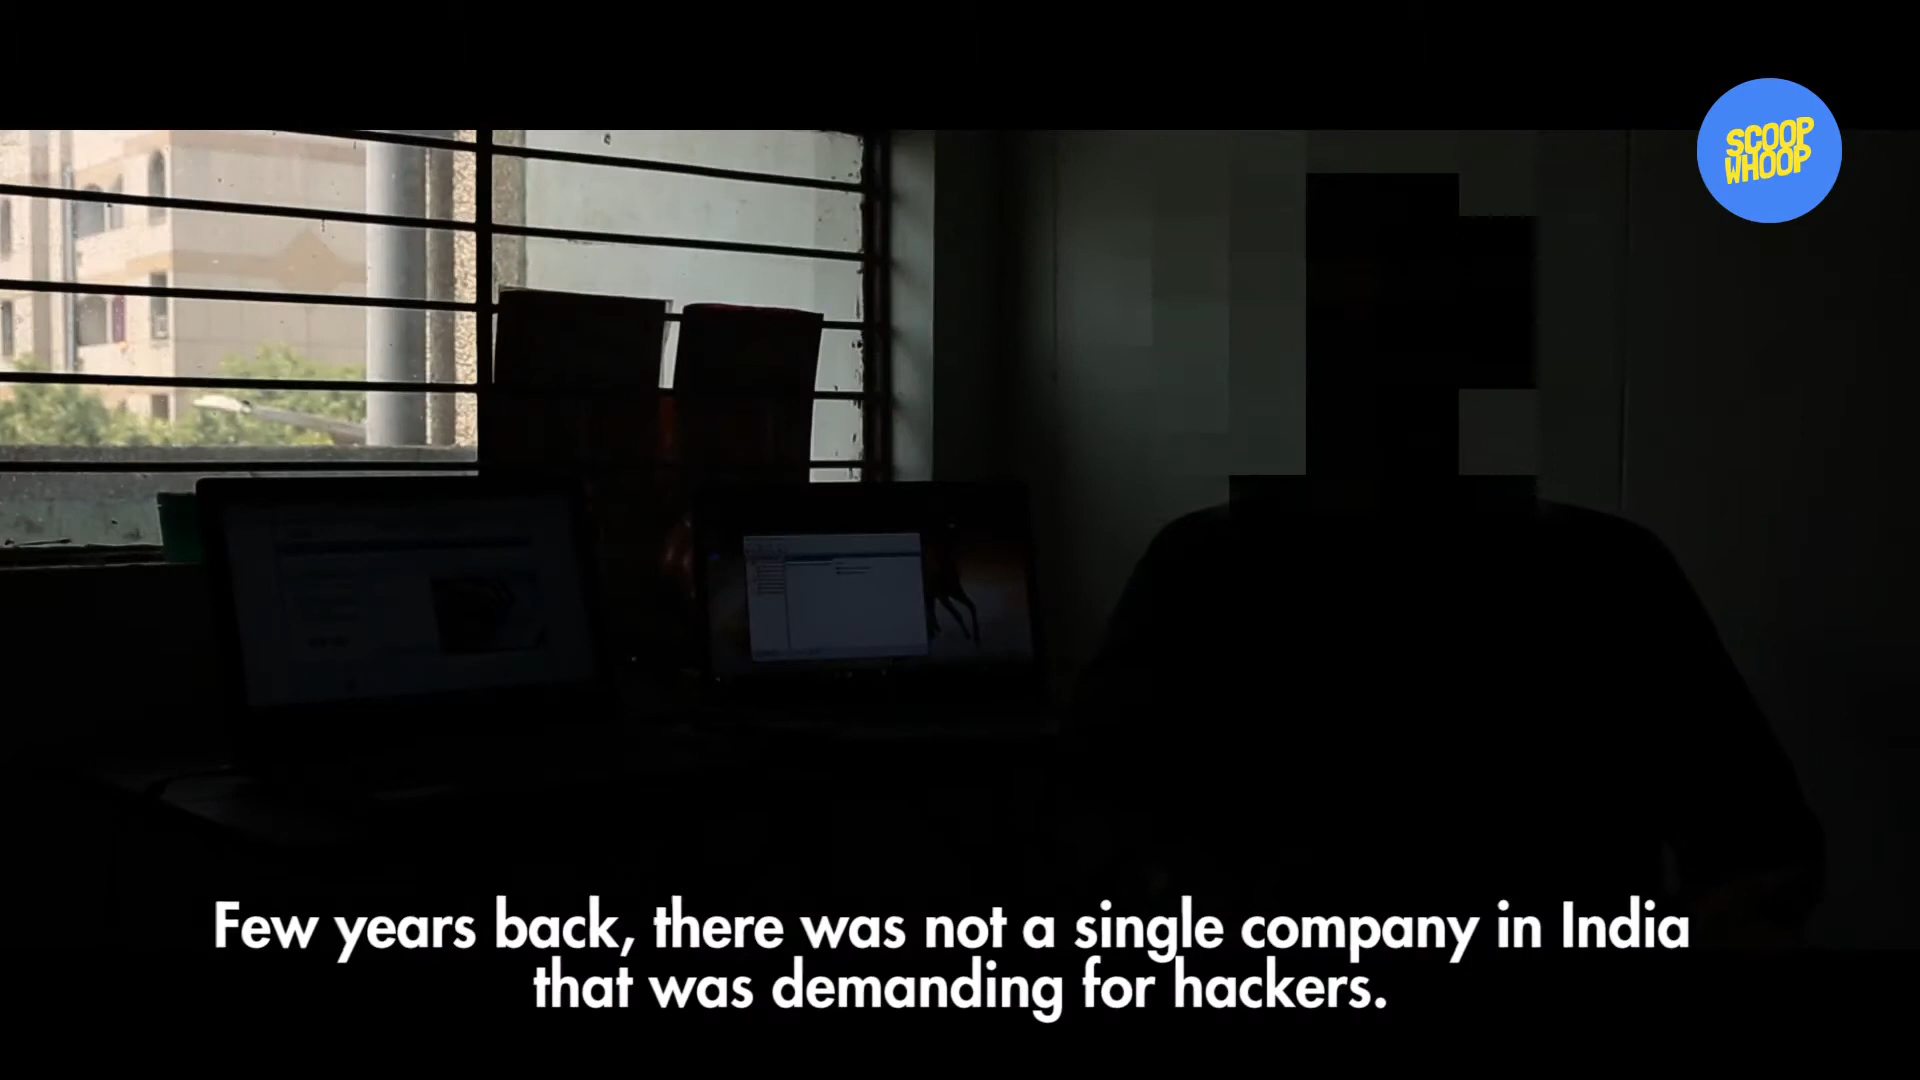 SCOOP
WHOOP
Few years back, there was not a single company in India
that was demanding for hackers.